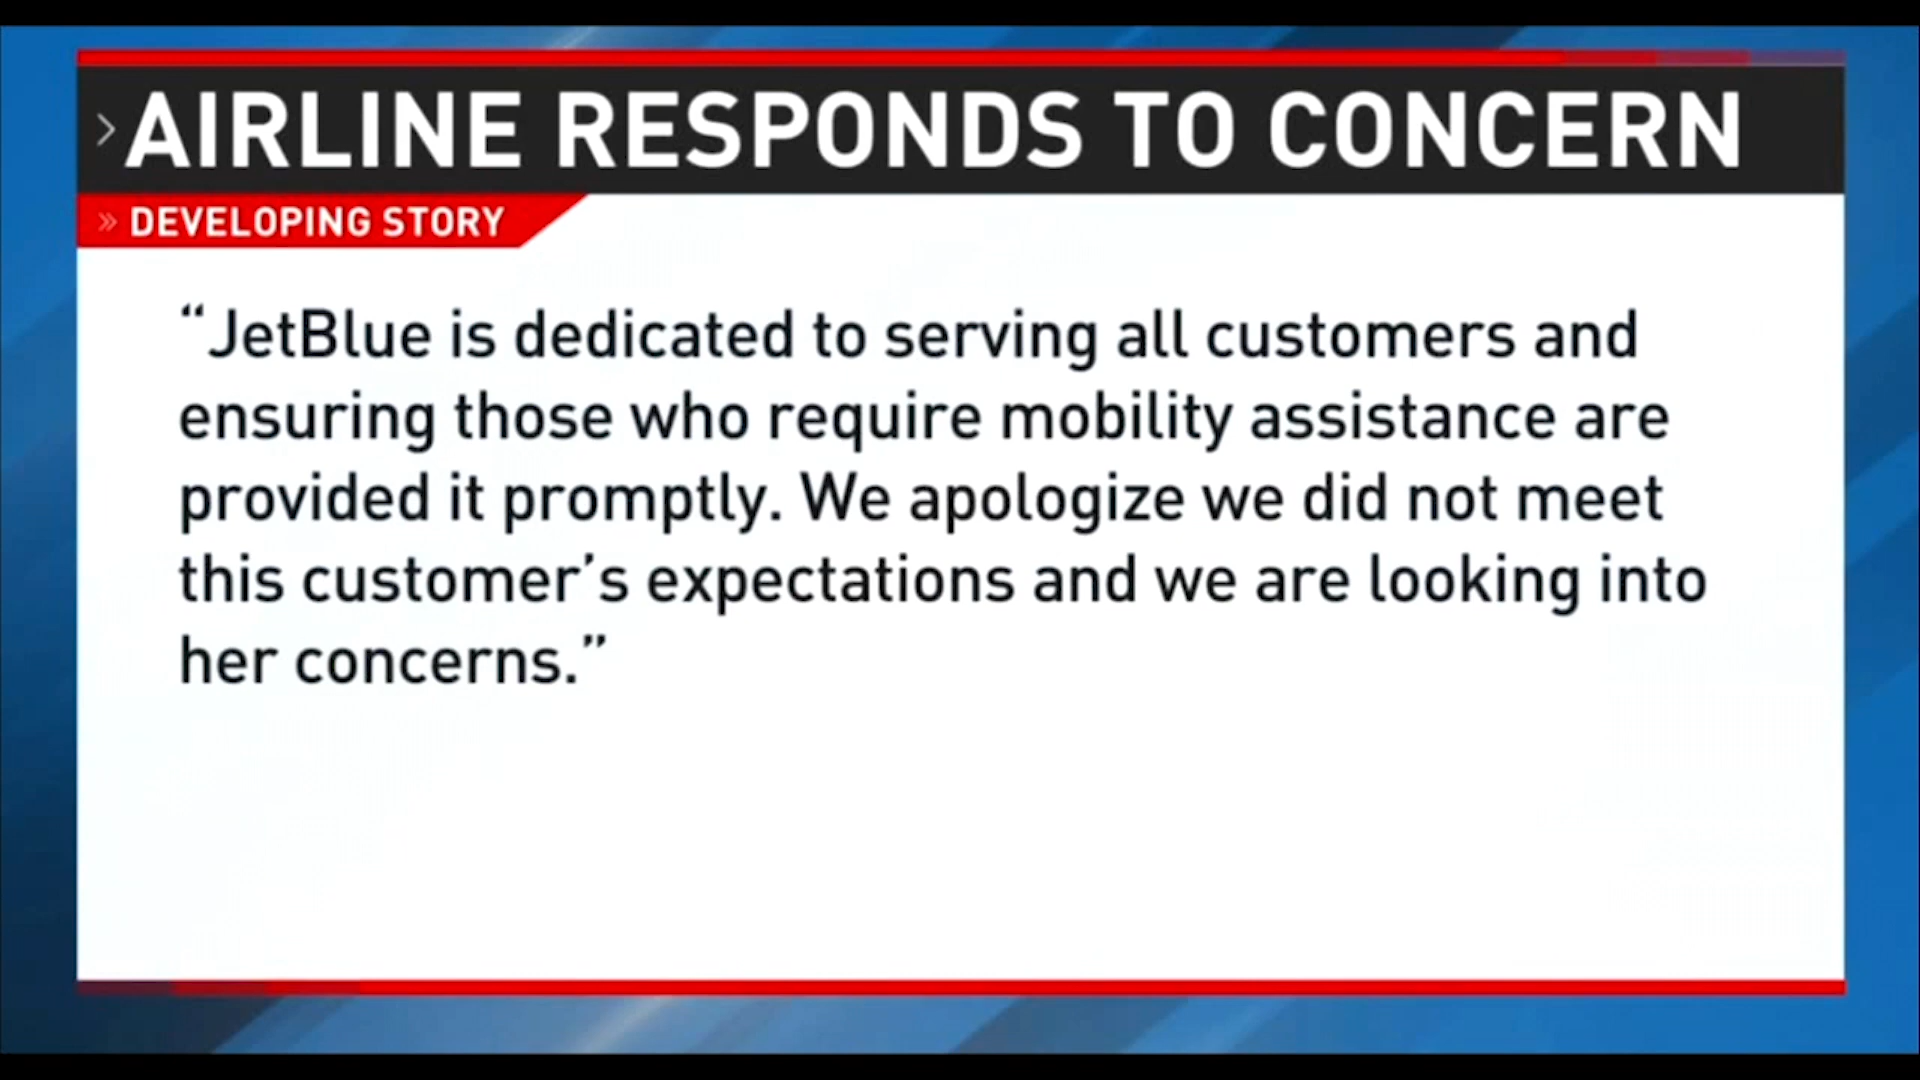 AIRLINE RESPONDS TO CONCERN
DEVELOPING STORY
“JetBlue is dedicated to serving all customers and
ensuring those who require mobility assistance are
provided it promptly. We apologize we did not meet
this customer’s expectations and we are looking into
her concerns.”